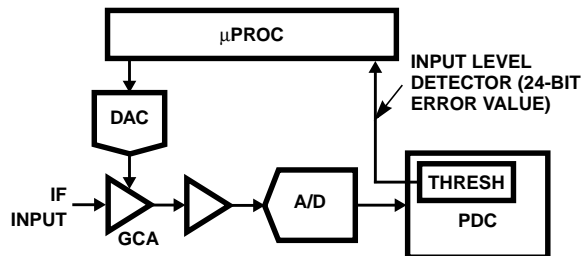 μPROC
INPUT LEVEL
DETECTOR (24-BIT
ERROR VALUE)
DAC
THRESH
A/D
IF
INPUT
PDC
GCA